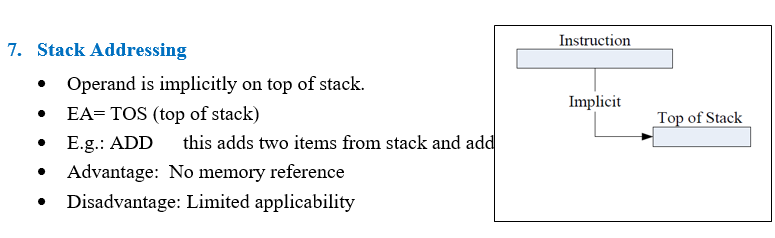 7. Stack Addressing
• Operand is implicitly on top of stack.
• EA= TOS (top of stack)
• E.g.: ADD this adds two items from stack and add
• Advantage: No memory reference
• Disadvantage: Limited applicability
Instruction
Implicit
Top of Stack